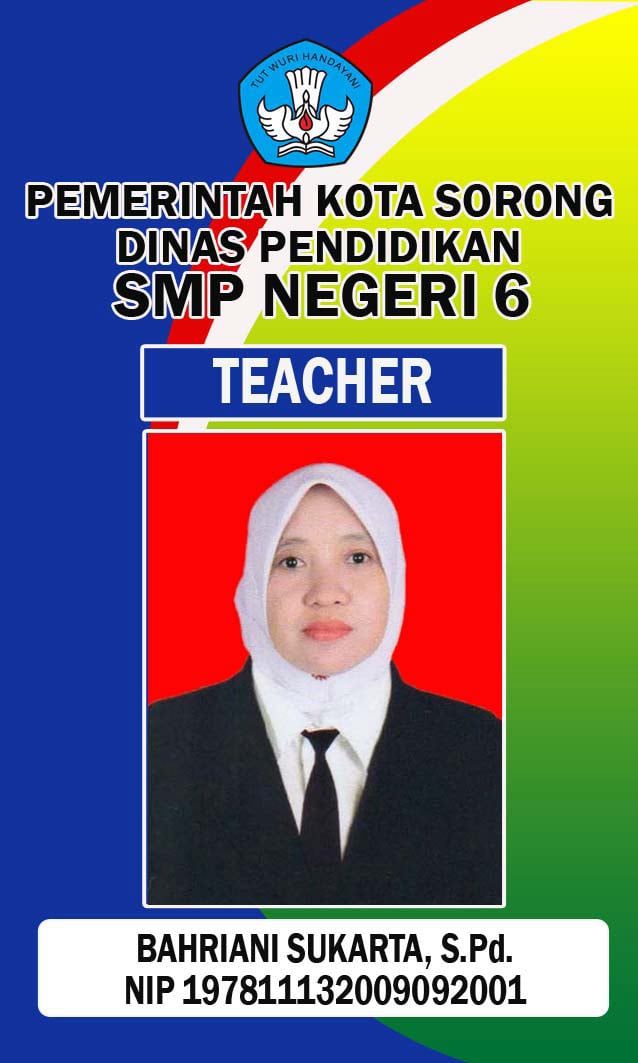 TUT WURI HANDAYANI
PEMERINTAH KOTA SORONG
DINAS PENDIDIKAN
SMP NEGERI 6
TEACHER
BAHRIANI SUKARTA, S.Pd.
NIP 197811132009092001